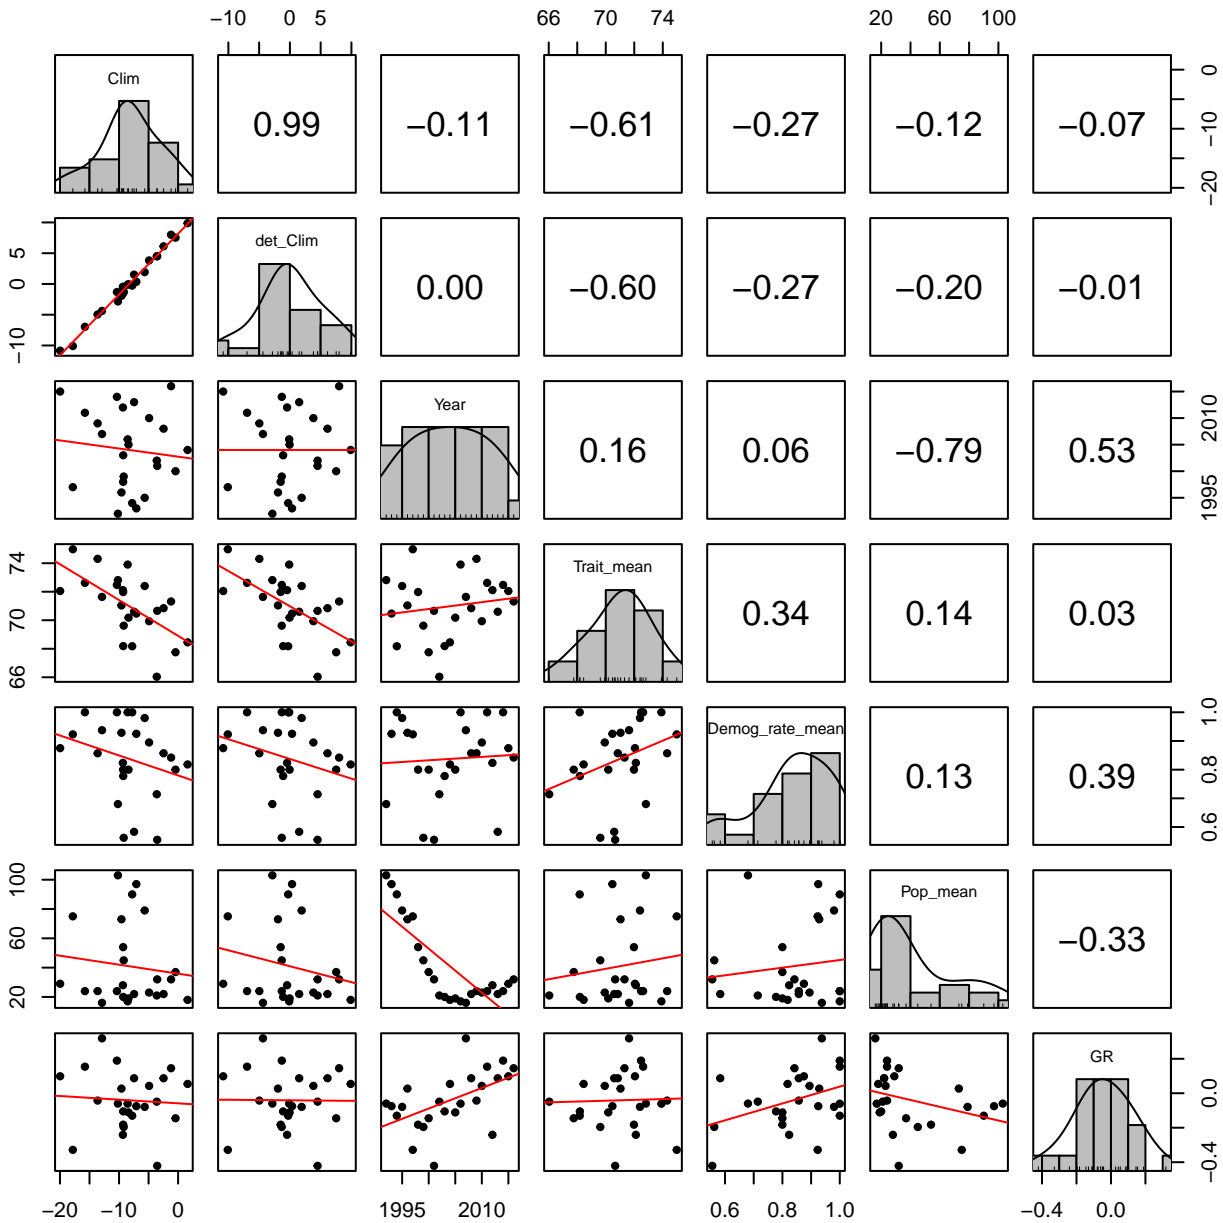 −10 0 5 66 70 74 20 60 100
Clim 0.99 −0.11 −0.61 −0.27 −0.12 −0.07 −20 −10 0
−10 0 5 det_Clim 0.00 −0.60 −0.27 −0.20 −0.01
Year 0.16 0.06 −0.79 0.53 1995 2010
66 70 74 Trait_mean 0.34 0.14 0.03
Demog_rate_mean 0.13 0.39 0.6 0.8 1.0
20 60 100 Pop_mean −0.33
GR −0.4 0.0
−20 −10 0 1995 2010 0.6 0.8 1.0 −0.4 0.0